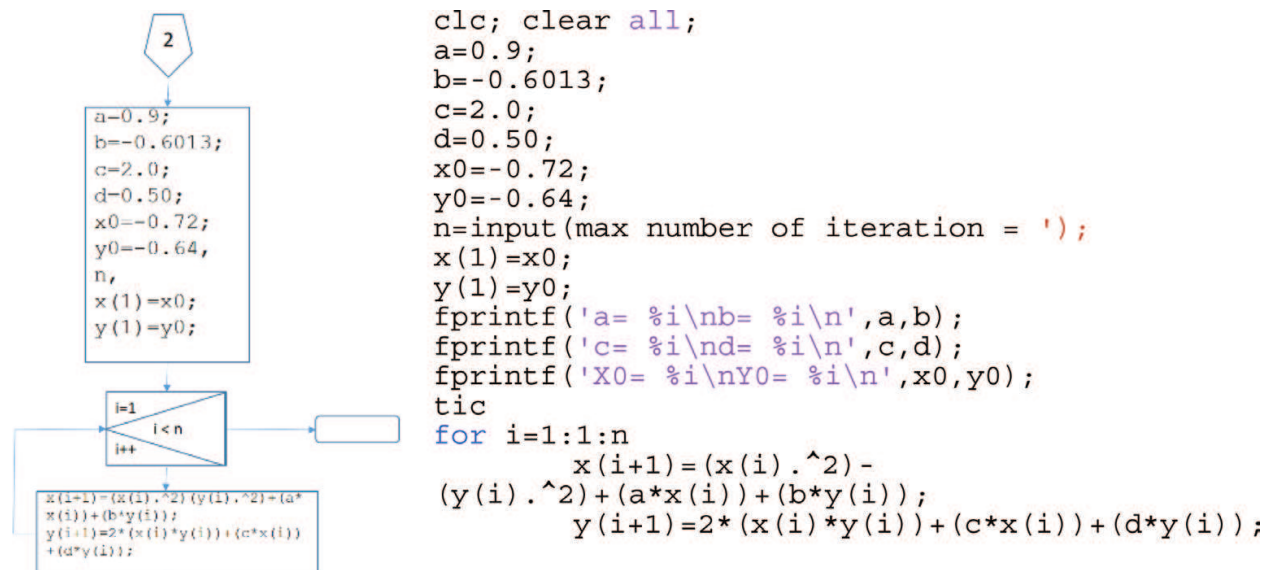 2
a=0.9;
b=-0.6013;
c=2.0;
d=0.50;
x0=-0.72;
y0=-0.64,
n,
x(1)=x0;
y(1)=y0;
i=1
i < n
i++
x(i+1)=(x(i).^2)(y(i).^2)+(a*
x(i))+(b*y(i));
y(i+1)=2*(x(i)*y(i))+(c*x(i))
+(d*y(i));
clc; clear all;
a=0.9;
b=-0.6013;
c=2.0;
d=0.50;
x0=-0.72;
y0=-0.64;
n=input(max number of iteration = ');
x(1)=x0;
y(1)=y0;
fprintf('a= %i\nb= %i\n',a,b);
fprintf('c= %i\nd= %i\n',c,d);
fprintf('X0= %i\nY0= %i\n',x0,y0);
tic
for i=1:1:n
x(i+1)=(x(i).^2)-
(y(i).^2)+(a*x(i))+(b*y(i));
y(i+1)=2*(x(i)*y(i))+(c*x(i))+(d*y(i));